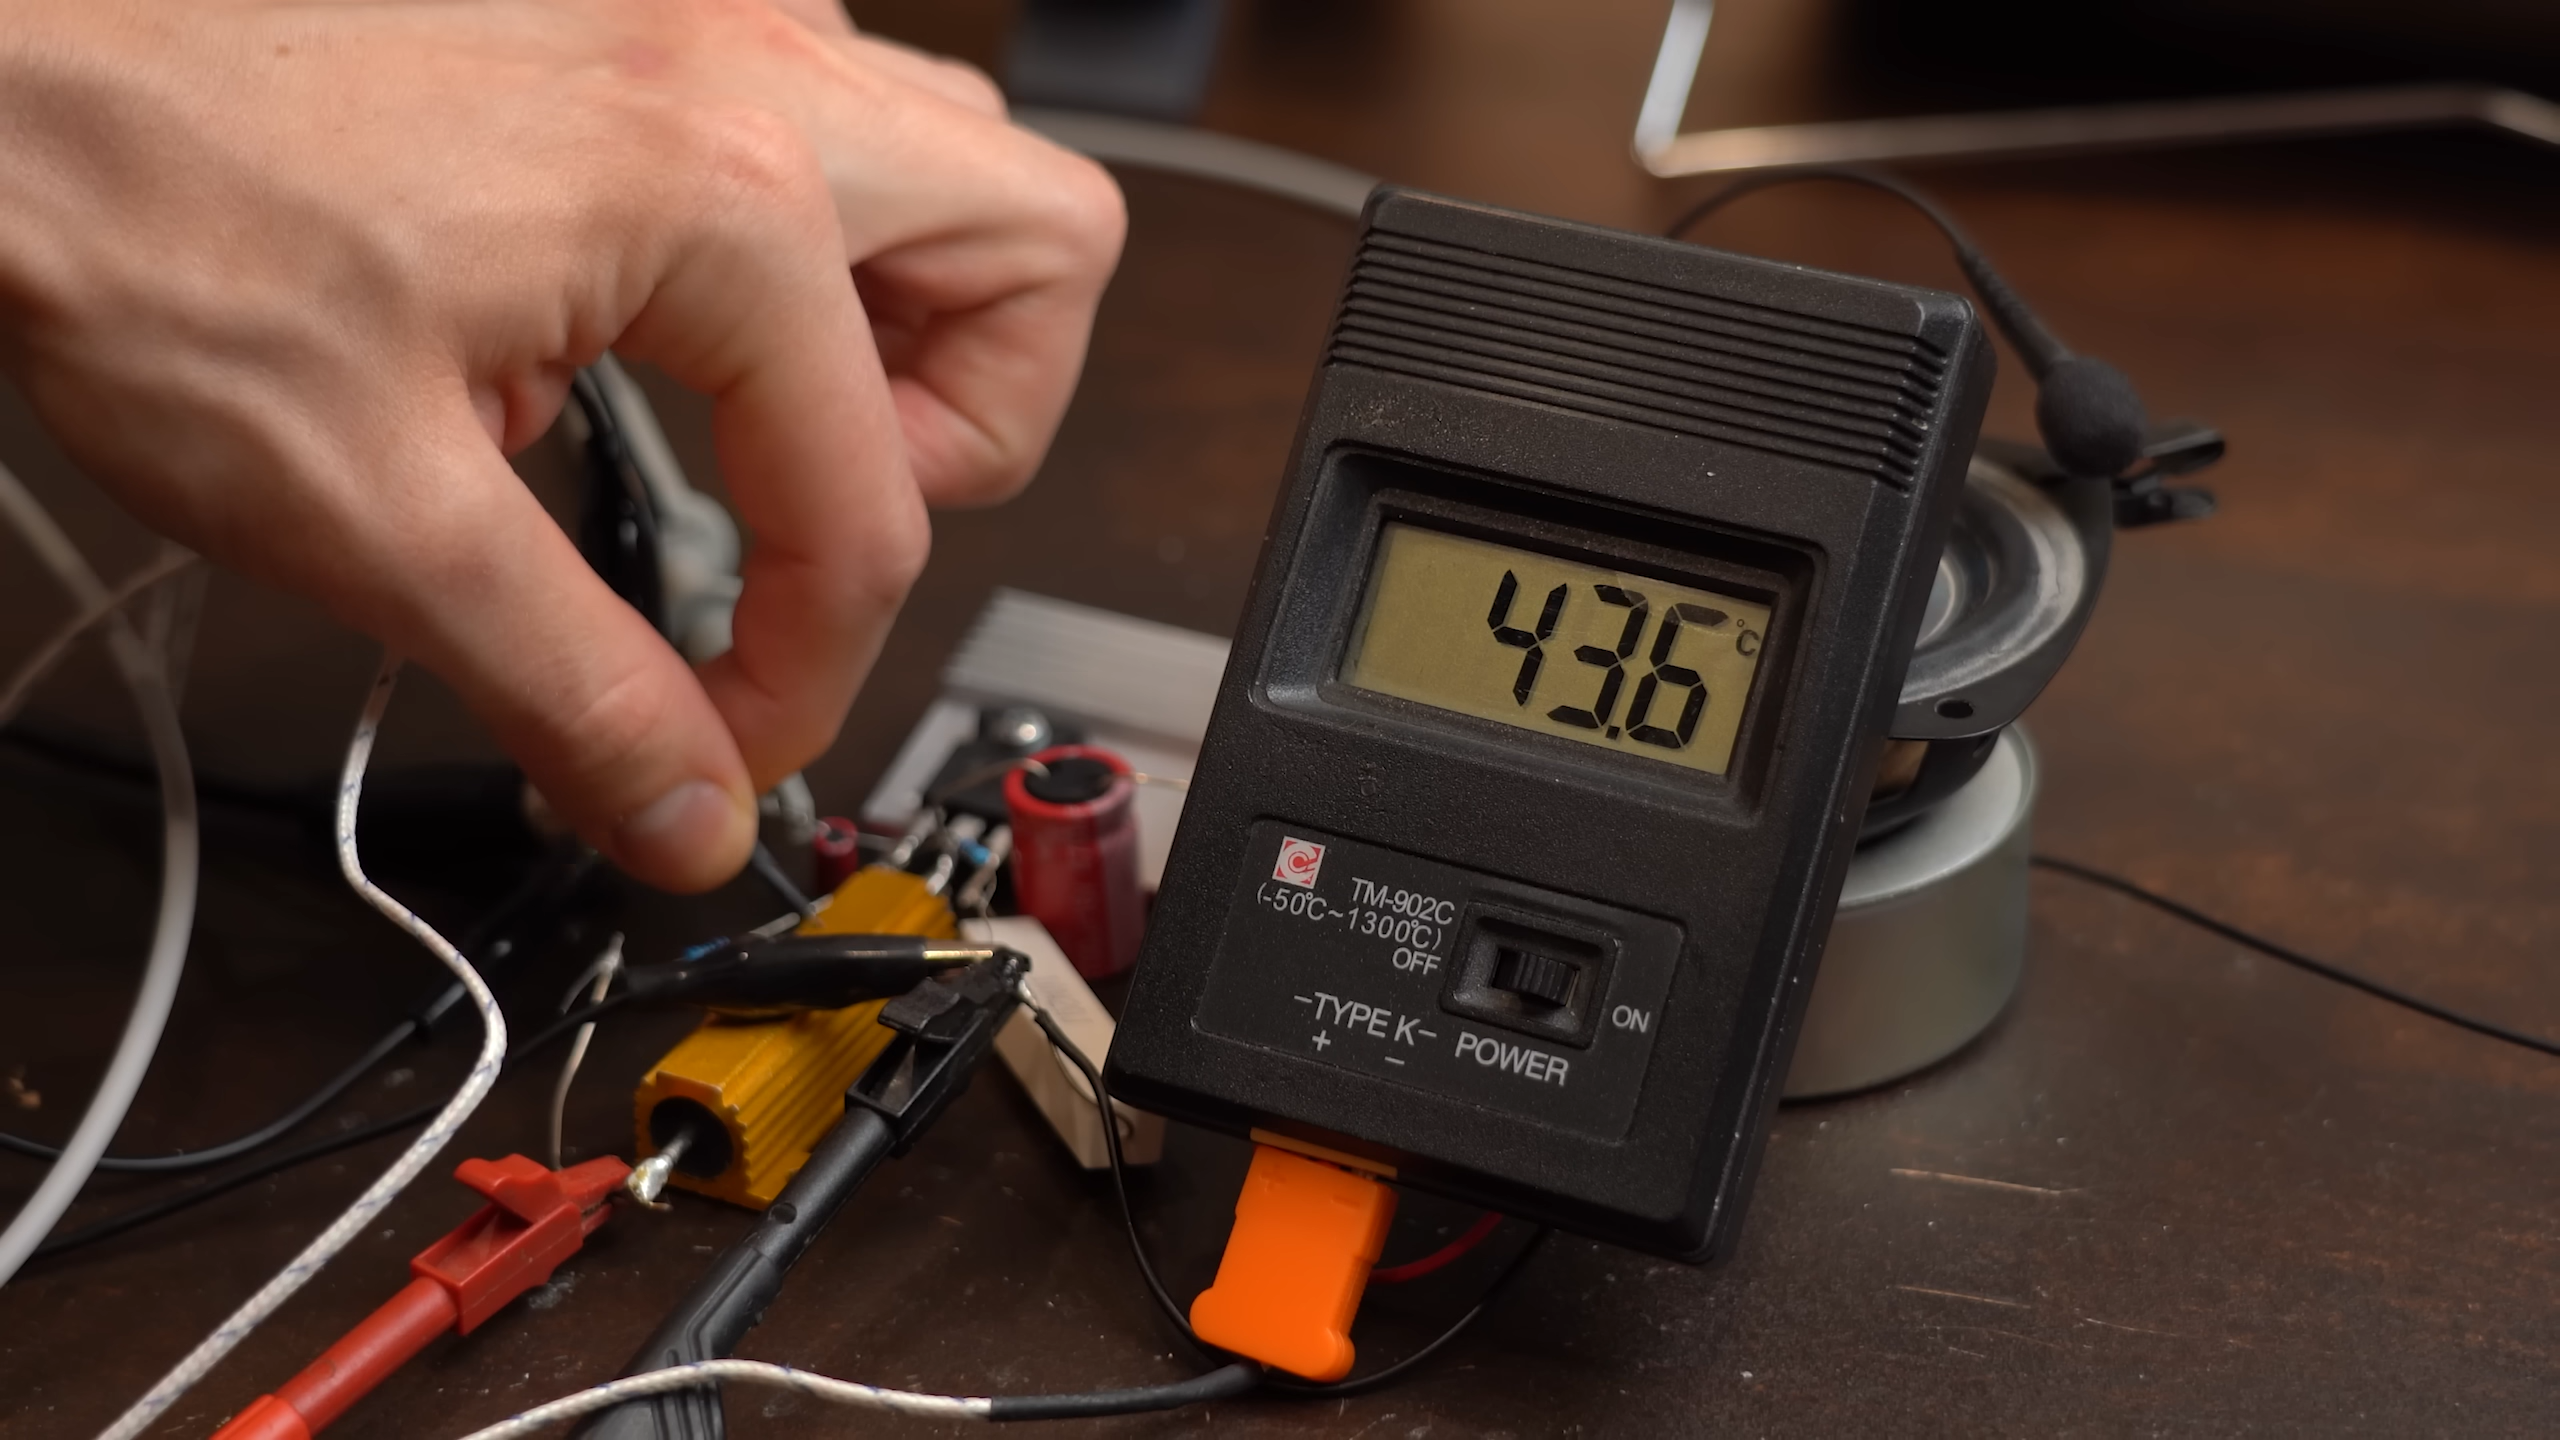 43.6 °C
TM-902C
(-50℃~1300℃)
OFF
ON
-TYPE K-
POWER
+ -